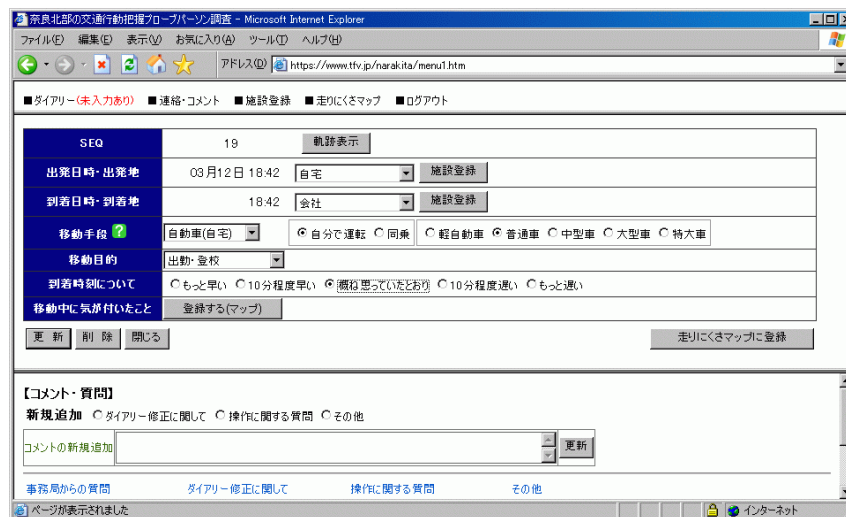 奈良北部の交通行動把握プローブパーソン調査 - Microsoft Internet Explorer
ファイル(F) 編集(E) 表示(V) お気に入り(A) ツール(T) ヘルプ(H)
アドレス(D) https://www.tfv.jp/narakita/menu1.htm
■ダイアリー(未入力あり) ■連絡・コメント ■施設登録 ■走りにくさマップ ■ログアウト
SEQ 19 軌跡表示
出発日時・出発地 03月12日 18:42 自宅 施設登録
到着日時・到着地 18:42 会社 施設登録
移動手段 ? 自動車(自宅) 自分で運転 同乗 軽自動車 普通車 中型車 大型車 特大車
移動目的 出勤・登校
到着時刻について もっと早い 10分程度早い 概ね思っていたとおり 10分程度遅い もっと遅い
移動中に気が付いたこと 登録する(マップ)
更 新 削 除 閉じる 走りにくさマップに登録
【コメント・質問】
新規追加 ダイアリー修正に関して 操作に関する質問 その他
コメントの新規追加 更新
事務局からの質問 ダイアリー修正に関して 操作に関する質問 その他
ページが表示されました インターネット